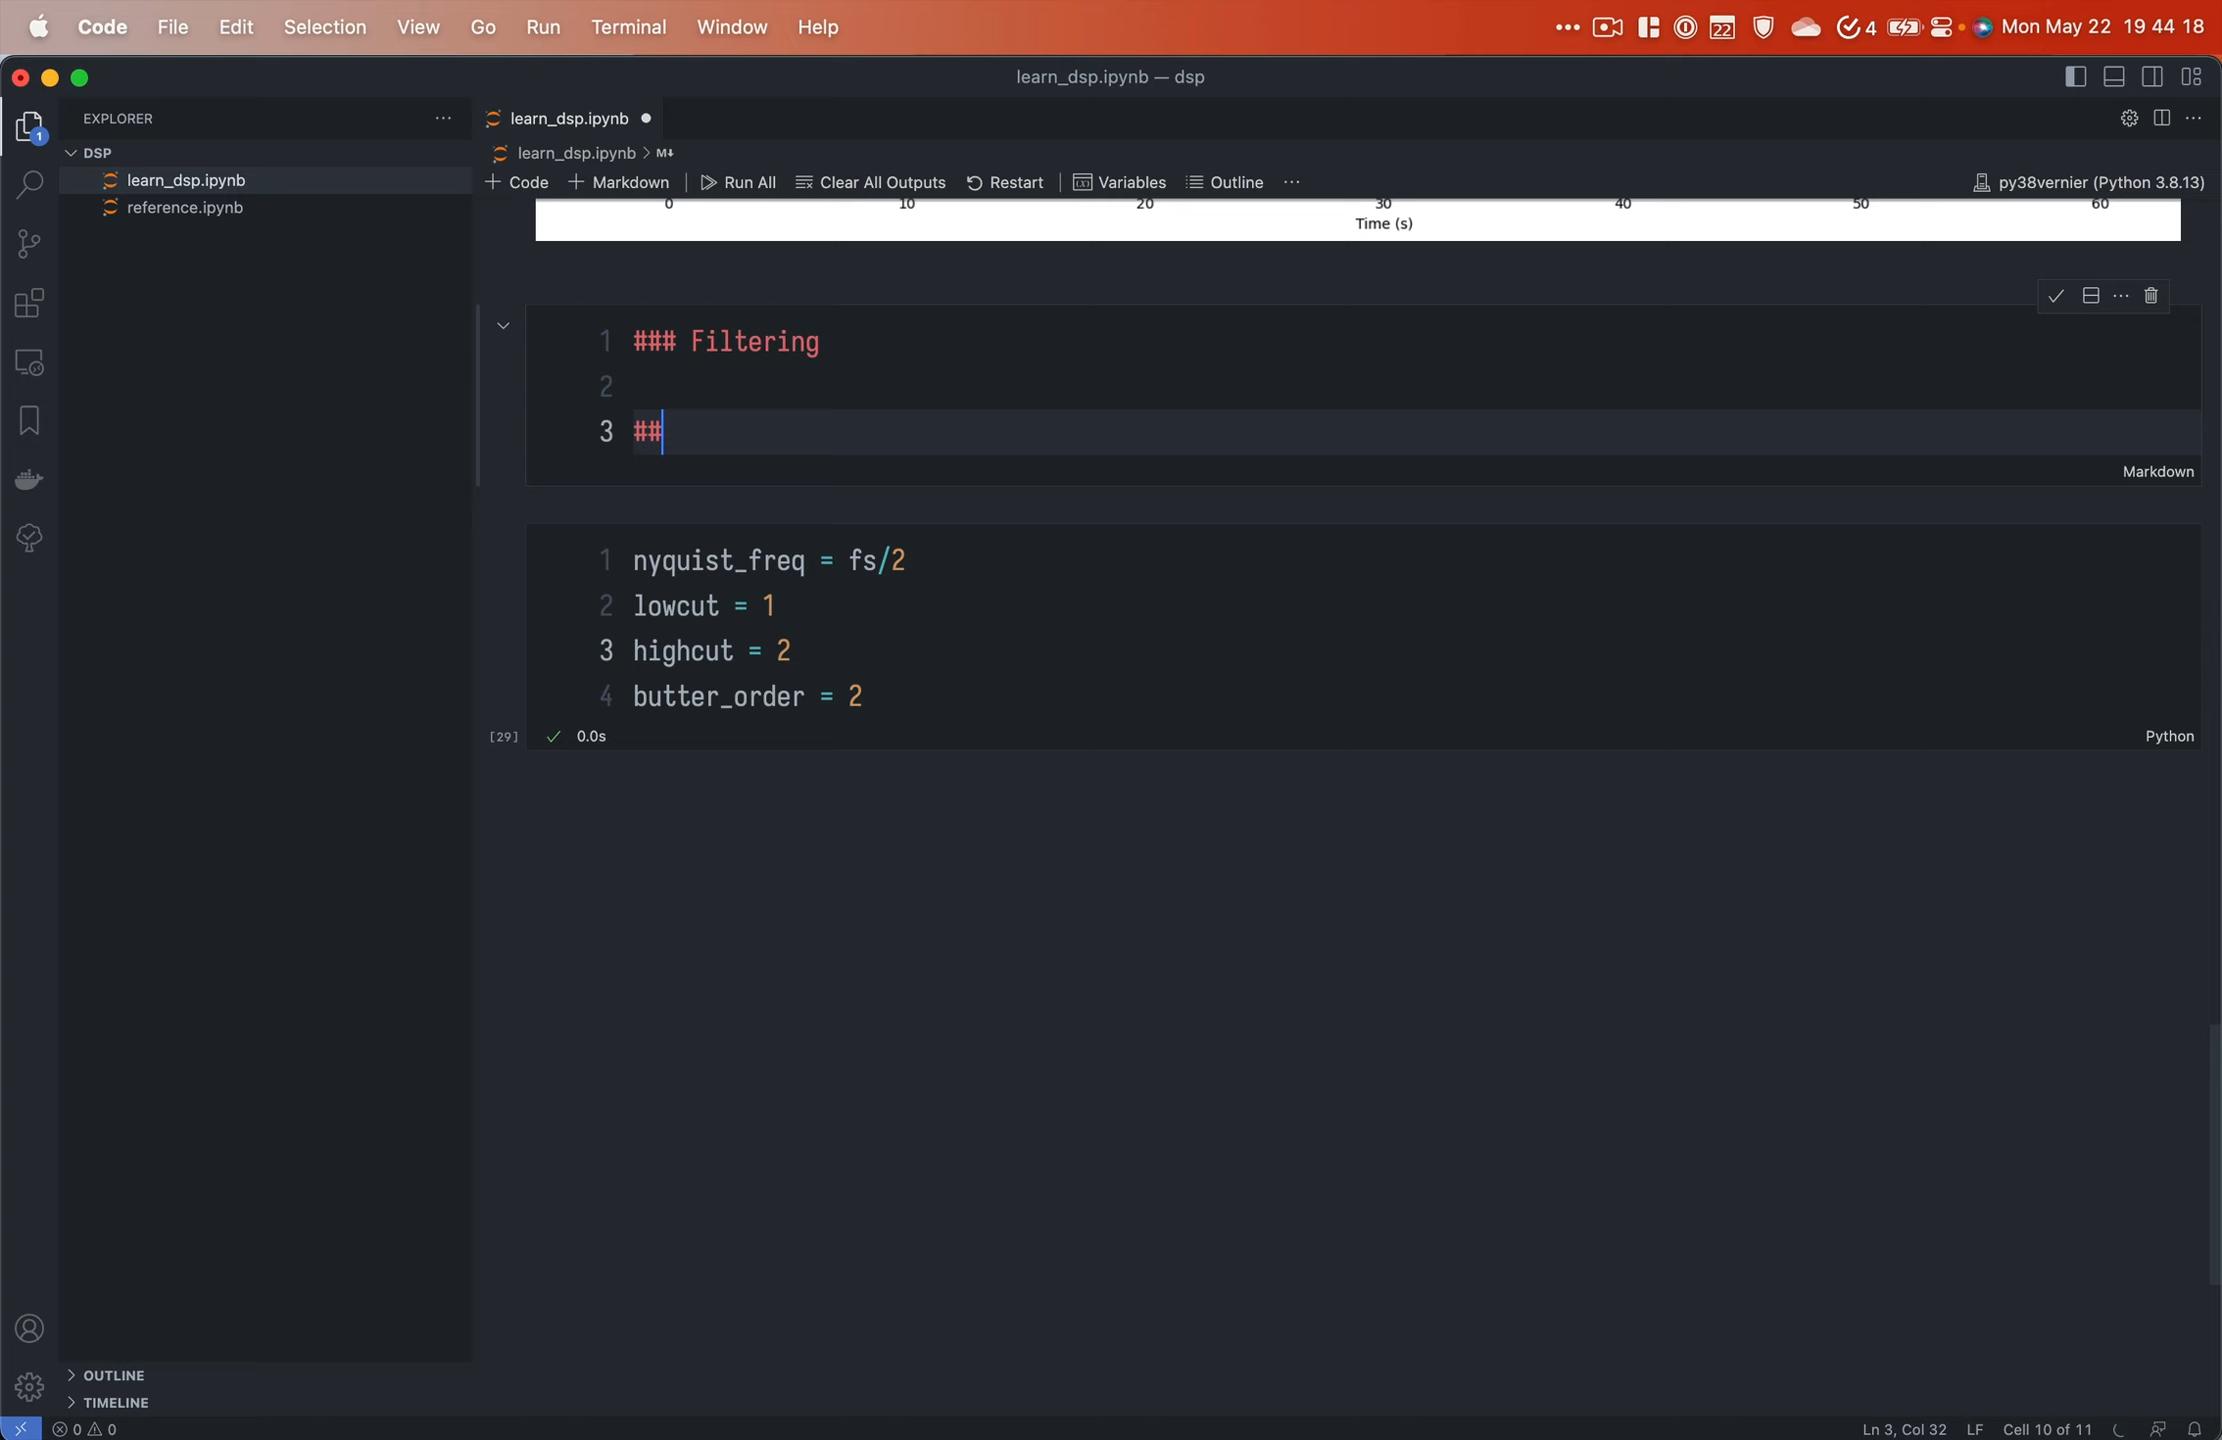 Code File Edit Selection View Go Run Terminal Window Help 22 4 Mon May 22 19 44 18
learn_dsp.ipynb — dsp
EXPLORER
1
DSP
learn_dsp.ipynb
reference.ipynb
learn_dsp.ipynb
learn_dsp.ipynb > M↓
+ Code + Markdown Run All Clear All Outputs Restart Variables Outline ... py38vernier (Python 3.8.13)
0 10 20 30 40 50 60
Time (s)
1 ### Filtering
2
3 ##
Markdown
1 nyquist_freq = fs/2
2 lowcut = 1
3 highcut = 2
4 butter_order = 2
[29] 0.0s Python
OUTLINE
TIMELINE
0 0 Ln 3, Col 32 LF Cell 10 of 11